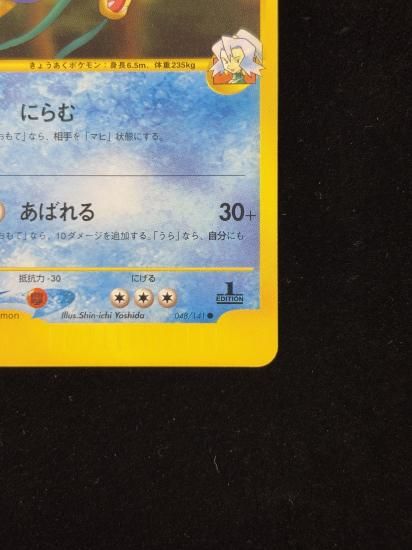 きょうあくポケモン：身長6.5m、体重235kg
にらむ
おもて」なら、相手を「マヒ」状態にする。
あばれる 30+
おもて」なら、10ダメージを追加する。「うら」なら、自分にも
抵抗力 -30 にげる
1
EDITION
mon Illus.Shin-ichi Yoshida 048/141 ●